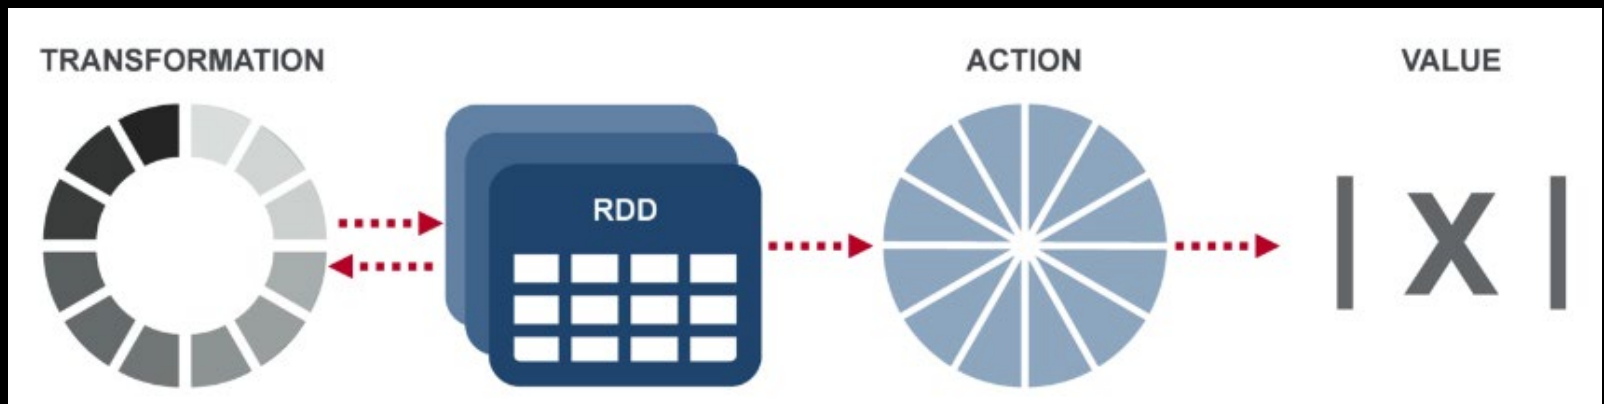 TRANSFORMATION
RDD
ACTION
VALUE
| X |